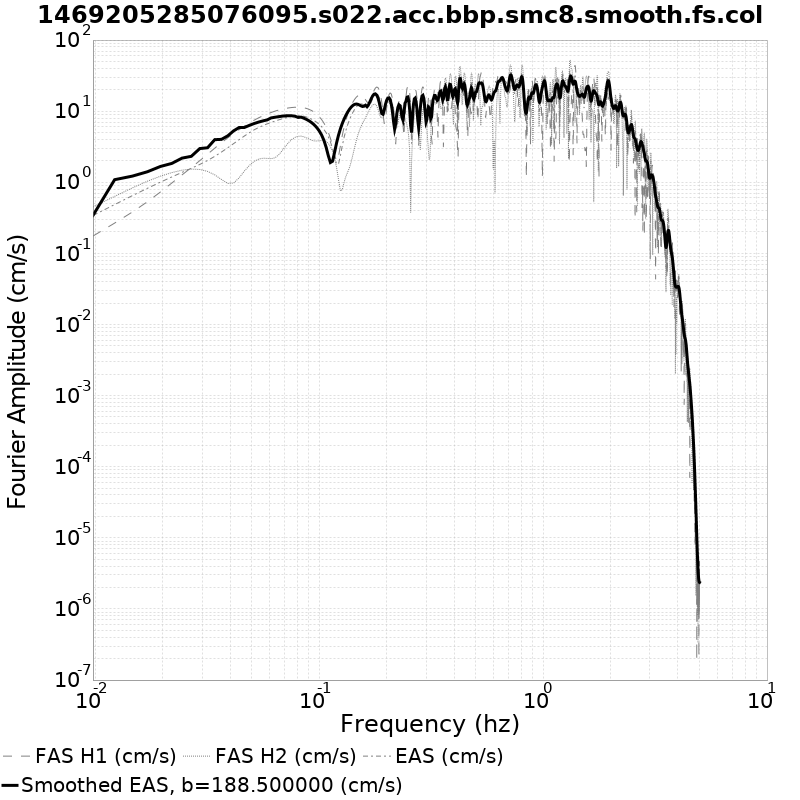 1469205285076095.s022.acc.bbp.smc8.smooth.fs.col
10^2
10^1
10^0
10^-1
10^-2
10^-3
10^-4
10^-5
10^-6
10^-7
Fourier Amplitude (cm/s)
10^-2 10^-1 10^0 10^1
Frequency (hz)
FAS H1 (cm/s) FAS H2 (cm/s) EAS (cm/s)
Smoothed EAS, b=188.500000 (cm/s)